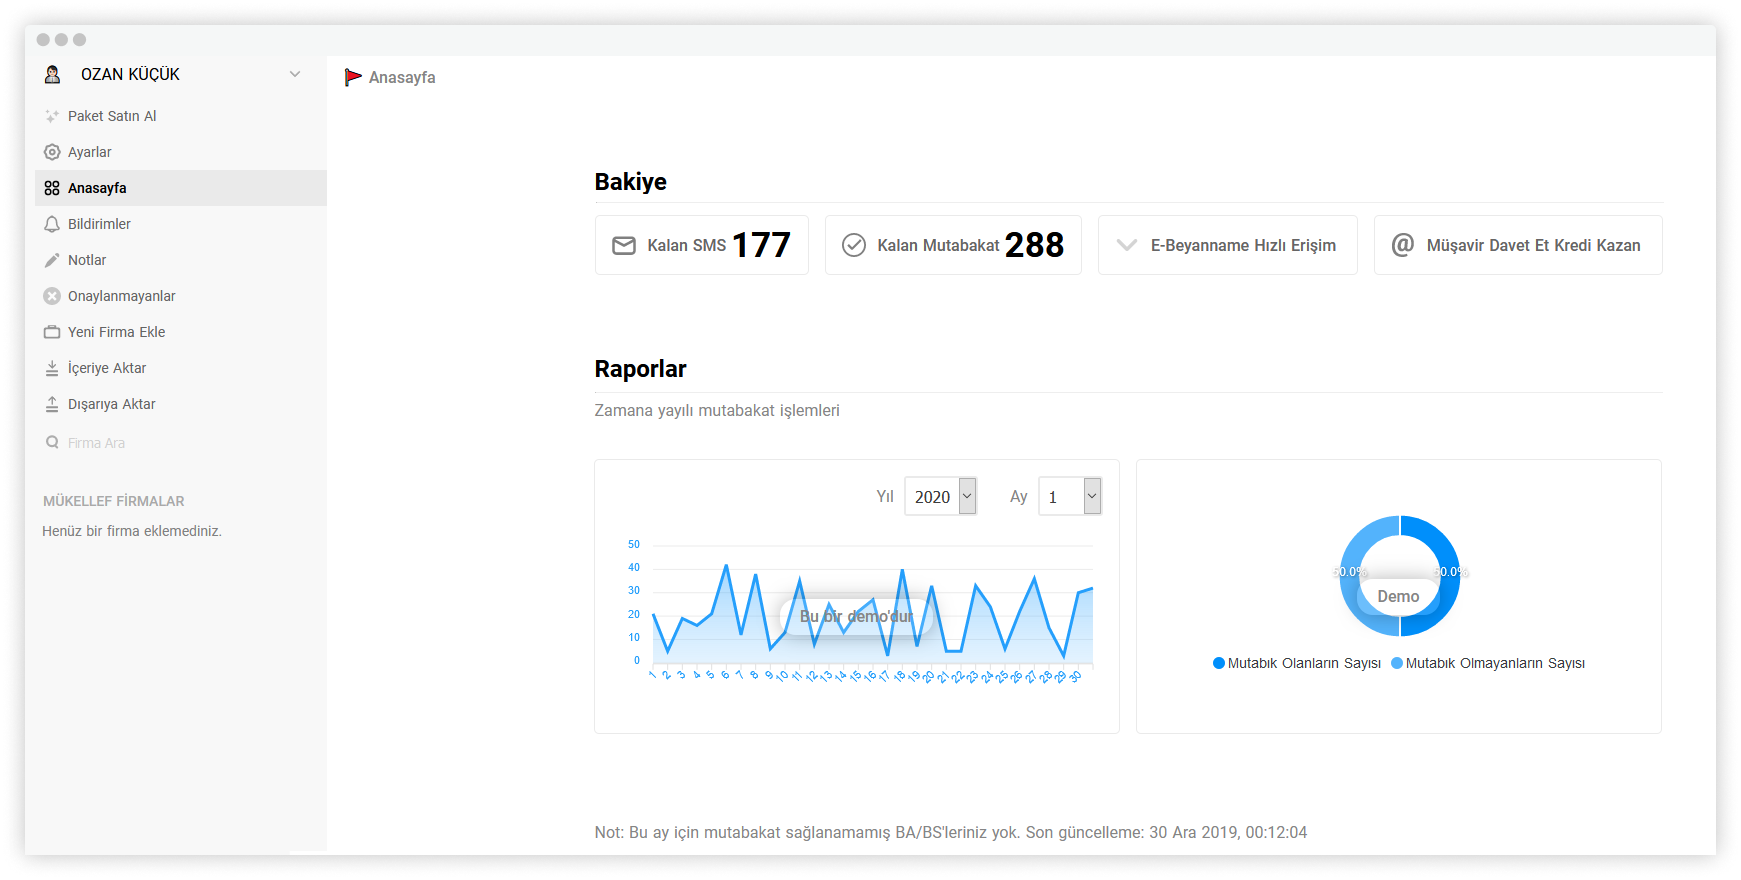 OZAN KÜÇÜK
Paket Satın Al
Ayarlar
Anasayfa
Bildirimler
Notlar
Onaylanmayanlar
Yeni Firma Ekle
İçeriye Aktar
Dışarıya Aktar
Firma Ara
MÜKELLEF FİRMALAR
Henüz bir firma eklemediniz.
Anasayfa
Bakiye
Kalan SMS 177
Kalan Mutabakat 288
E-Beyanname Hızlı Erişim
Müşavir Davet Et Kredi Kazan
Raporlar
Zamana yayılı mutabakat işlemleri
Yıl 2020 Ay 1
50
40
30
20
10
0
Bu bir demo'dur
1 2 3 4 5 6 7 8 9 10 11 12 13 14 15 16 17 18 19 20 21 22 23 24 25 26 27 28 29 30
50.0% 50.0%
Demo
Mutabık Olanların Sayısı Mutabık Olmayanların Sayısı
Not: Bu ay için mutabakat sağlanamamış BA/BS'leriniz yok. Son güncelleme: 30 Ara 2019, 00:12:04